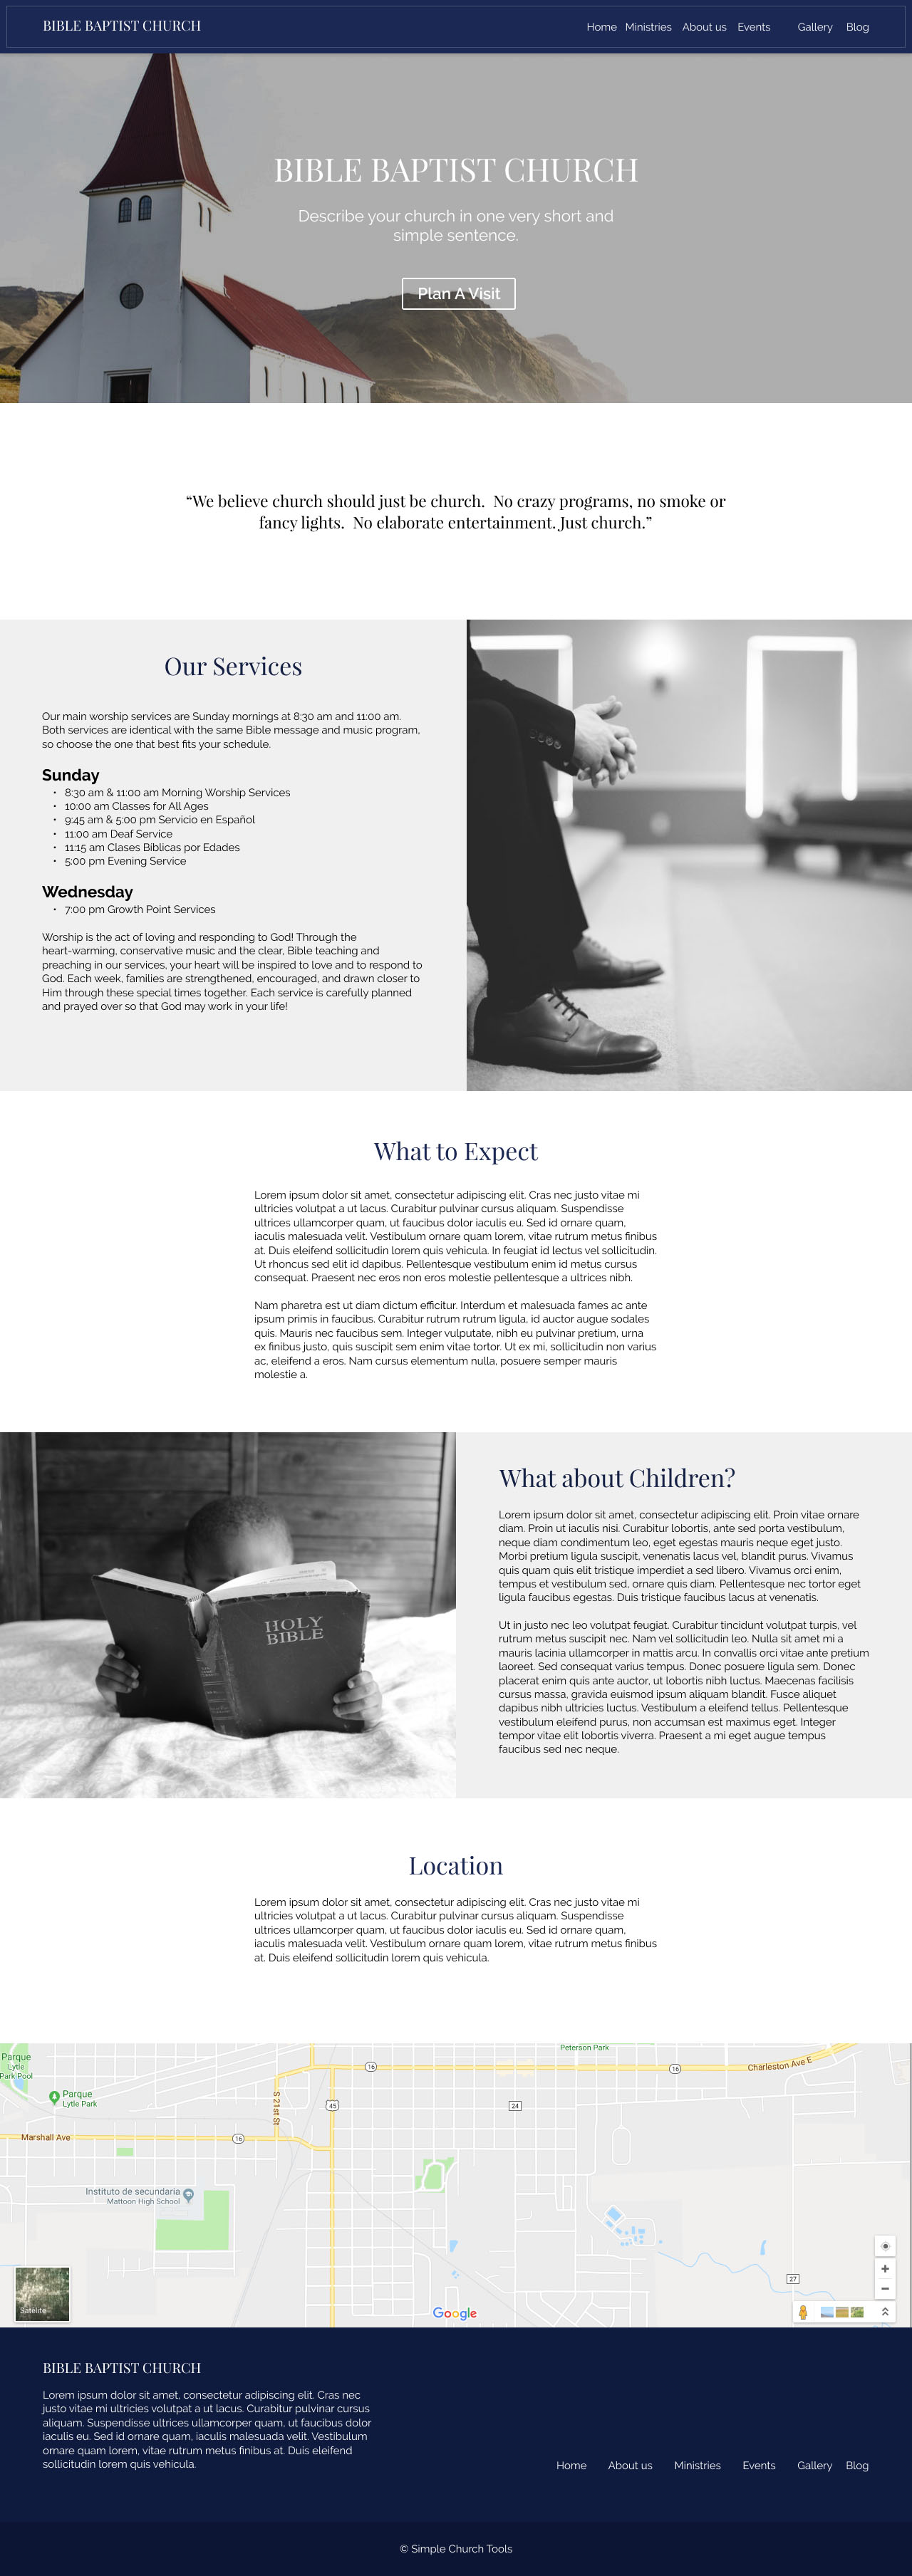 BIBLE BAPTIST CHURCH
Home Ministries About us Events Gallery Blog
BIBLE BAPTIST CHURCH
Describe your church in one very short and
simple sentence.
Plan A Visit
“We believe church should just be church. No crazy programs, no smoke or
fancy lights. No elaborate entertainment. Just church.”
Our Services
Our main worship services are Sunday mornings at 8:30 am and 11:00 am.
Both services are identical with the same Bible message and music program,
so choose the one that best fits your schedule.
Sunday
• 8:30 am & 11:00 am Morning Worship Services
• 10:00 am Classes for All Ages
• 9:45 am & 5:00 pm Servicio en Español
• 11:00 am Deaf Service
• 11:15 am Clases Bíblicas por Edades
• 5:00 pm Evening Service
Wednesday
• 7:00 pm Growth Point Services
Worship is the act of loving and responding to God! Through the
heart-warming, conservative music and the clear, Bible teaching and
preaching in our services, your heart will be inspired to love and to respond to
God. Each week, families are strengthened, encouraged, and drawn closer to
Him through these special times together. Each service is carefully planned
and prayed over so that God may work in your life!
What to Expect
Lorem ipsum dolor sit amet, consectetur adipiscing elit. Cras nec justo vitae mi
ultricies volutpat a ut lacus. Curabitur pulvinar cursus aliquam. Suspendisse
ultrices ullamcorper quam, ut faucibus dolor iaculis eu. Sed id ornare quam,
iaculis malesuada velit. Vestibulum ornare quam lorem, vitae rutrum metus finibus
at. Duis eleifend sollicitudin lorem quis vehicula. In feugiat id lectus vel sollicitudin.
Ut rhoncus sed elit id dapibus. Pellentesque vestibulum enim id metus cursus
consequat. Praesent nec eros non eros molestie pellentesque a ultrices nibh.
Nam pharetra est ut diam dictum efficitur. Interdum et malesuada fames ac ante
ipsum primis in faucibus. Curabitur rutrum rutrum ligula, id auctor augue sodales
quis. Mauris nec faucibus sem. Integer vulputate, nibh eu pulvinar pretium, urna
ex finibus justo, quis suscipit sem enim vitae tortor. Ut ex mi, sollicitudin non varius
ac, eleifend a eros. Nam cursus elementum nulla, posuere semper mauris
molestie a.
HOLY
BIBLE
What about Children?
Lorem ipsum dolor sit amet, consectetur adipiscing elit. Proin vitae ornare
diam. Proin ut iaculis nisi. Curabitur lobortis, ante sed porta vestibulum,
neque diam condimentum leo, eget egestas mauris neque eget justo.
Morbi pretium ligula suscipit, venenatis lacus vel, blandit purus. Vivamus
quis quam quis elit tristique imperdiet a sed libero. Vivamus orci enim,
tempus et vestibulum sed, ornare quis diam. Pellentesque nec tortor eget
ligula faucibus egestas. Duis tristique faucibus lacus at venenatis.
Ut in justo nec leo volutpat feugiat. Curabitur tincidunt volutpat turpis, vel
rutrum metus suscipit nec. Nam vel sollicitudin leo. Nulla sit amet mi a
mauris lacinia ullamcorper in mattis arcu. In convallis orci vitae ante pretium
laoreet. Sed consequat varius tempus. Donec posuere ligula sem. Donec
placerat enim quis ante auctor, ut lobortis nibh luctus. Maecenas facilisis
cursus massa, gravida euismod ipsum aliquam blandit. Fusce aliquet
dapibus nibh ultricies luctus. Vestibulum a eleifend tellus. Pellentesque
vestibulum eleifend purus, non accumsan est maximus eget. Integer
tempor vitae elit lobortis viverra. Praesent a mi eget augue tempus
faucibus sed nec neque.
Location
Lorem ipsum dolor sit amet, consectetur adipiscing elit. Cras nec justo vitae mi
ultricies volutpat a ut lacus. Curabitur pulvinar cursus aliquam. Suspendisse
ultrices ullamcorper quam, ut faucibus dolor iaculis eu. Sed id ornare quam,
iaculis malesuada velit. Vestibulum ornare quam lorem, vitae rutrum metus finibus
at. Duis eleifend sollicitudin lorem quis vehicula.
Peterson Park
Parque
Lytle
Park Pool
16
16
Charleston Ave E
Parque
Lytle Park
S 21st St
45
24
Marshall Ave
16
Instituto de secundaria
Mattoon High School
27
Satélite
Google
BIBLE BAPTIST CHURCH
Lorem ipsum dolor sit amet, consectetur adipiscing elit. Cras nec
justo vitae mi ultricies volutpat a ut lacus. Curabitur pulvinar cursus
aliquam. Suspendisse ultrices ullamcorper quam, ut faucibus dolor
iaculis eu. Sed id ornare quam, iaculis malesuada velit. Vestibulum
ornare quam lorem, vitae rutrum metus finibus at. Duis eleifend
sollicitudin lorem quis vehicula.
Home About us Ministries Events Gallery Blog
© Simple Church Tools